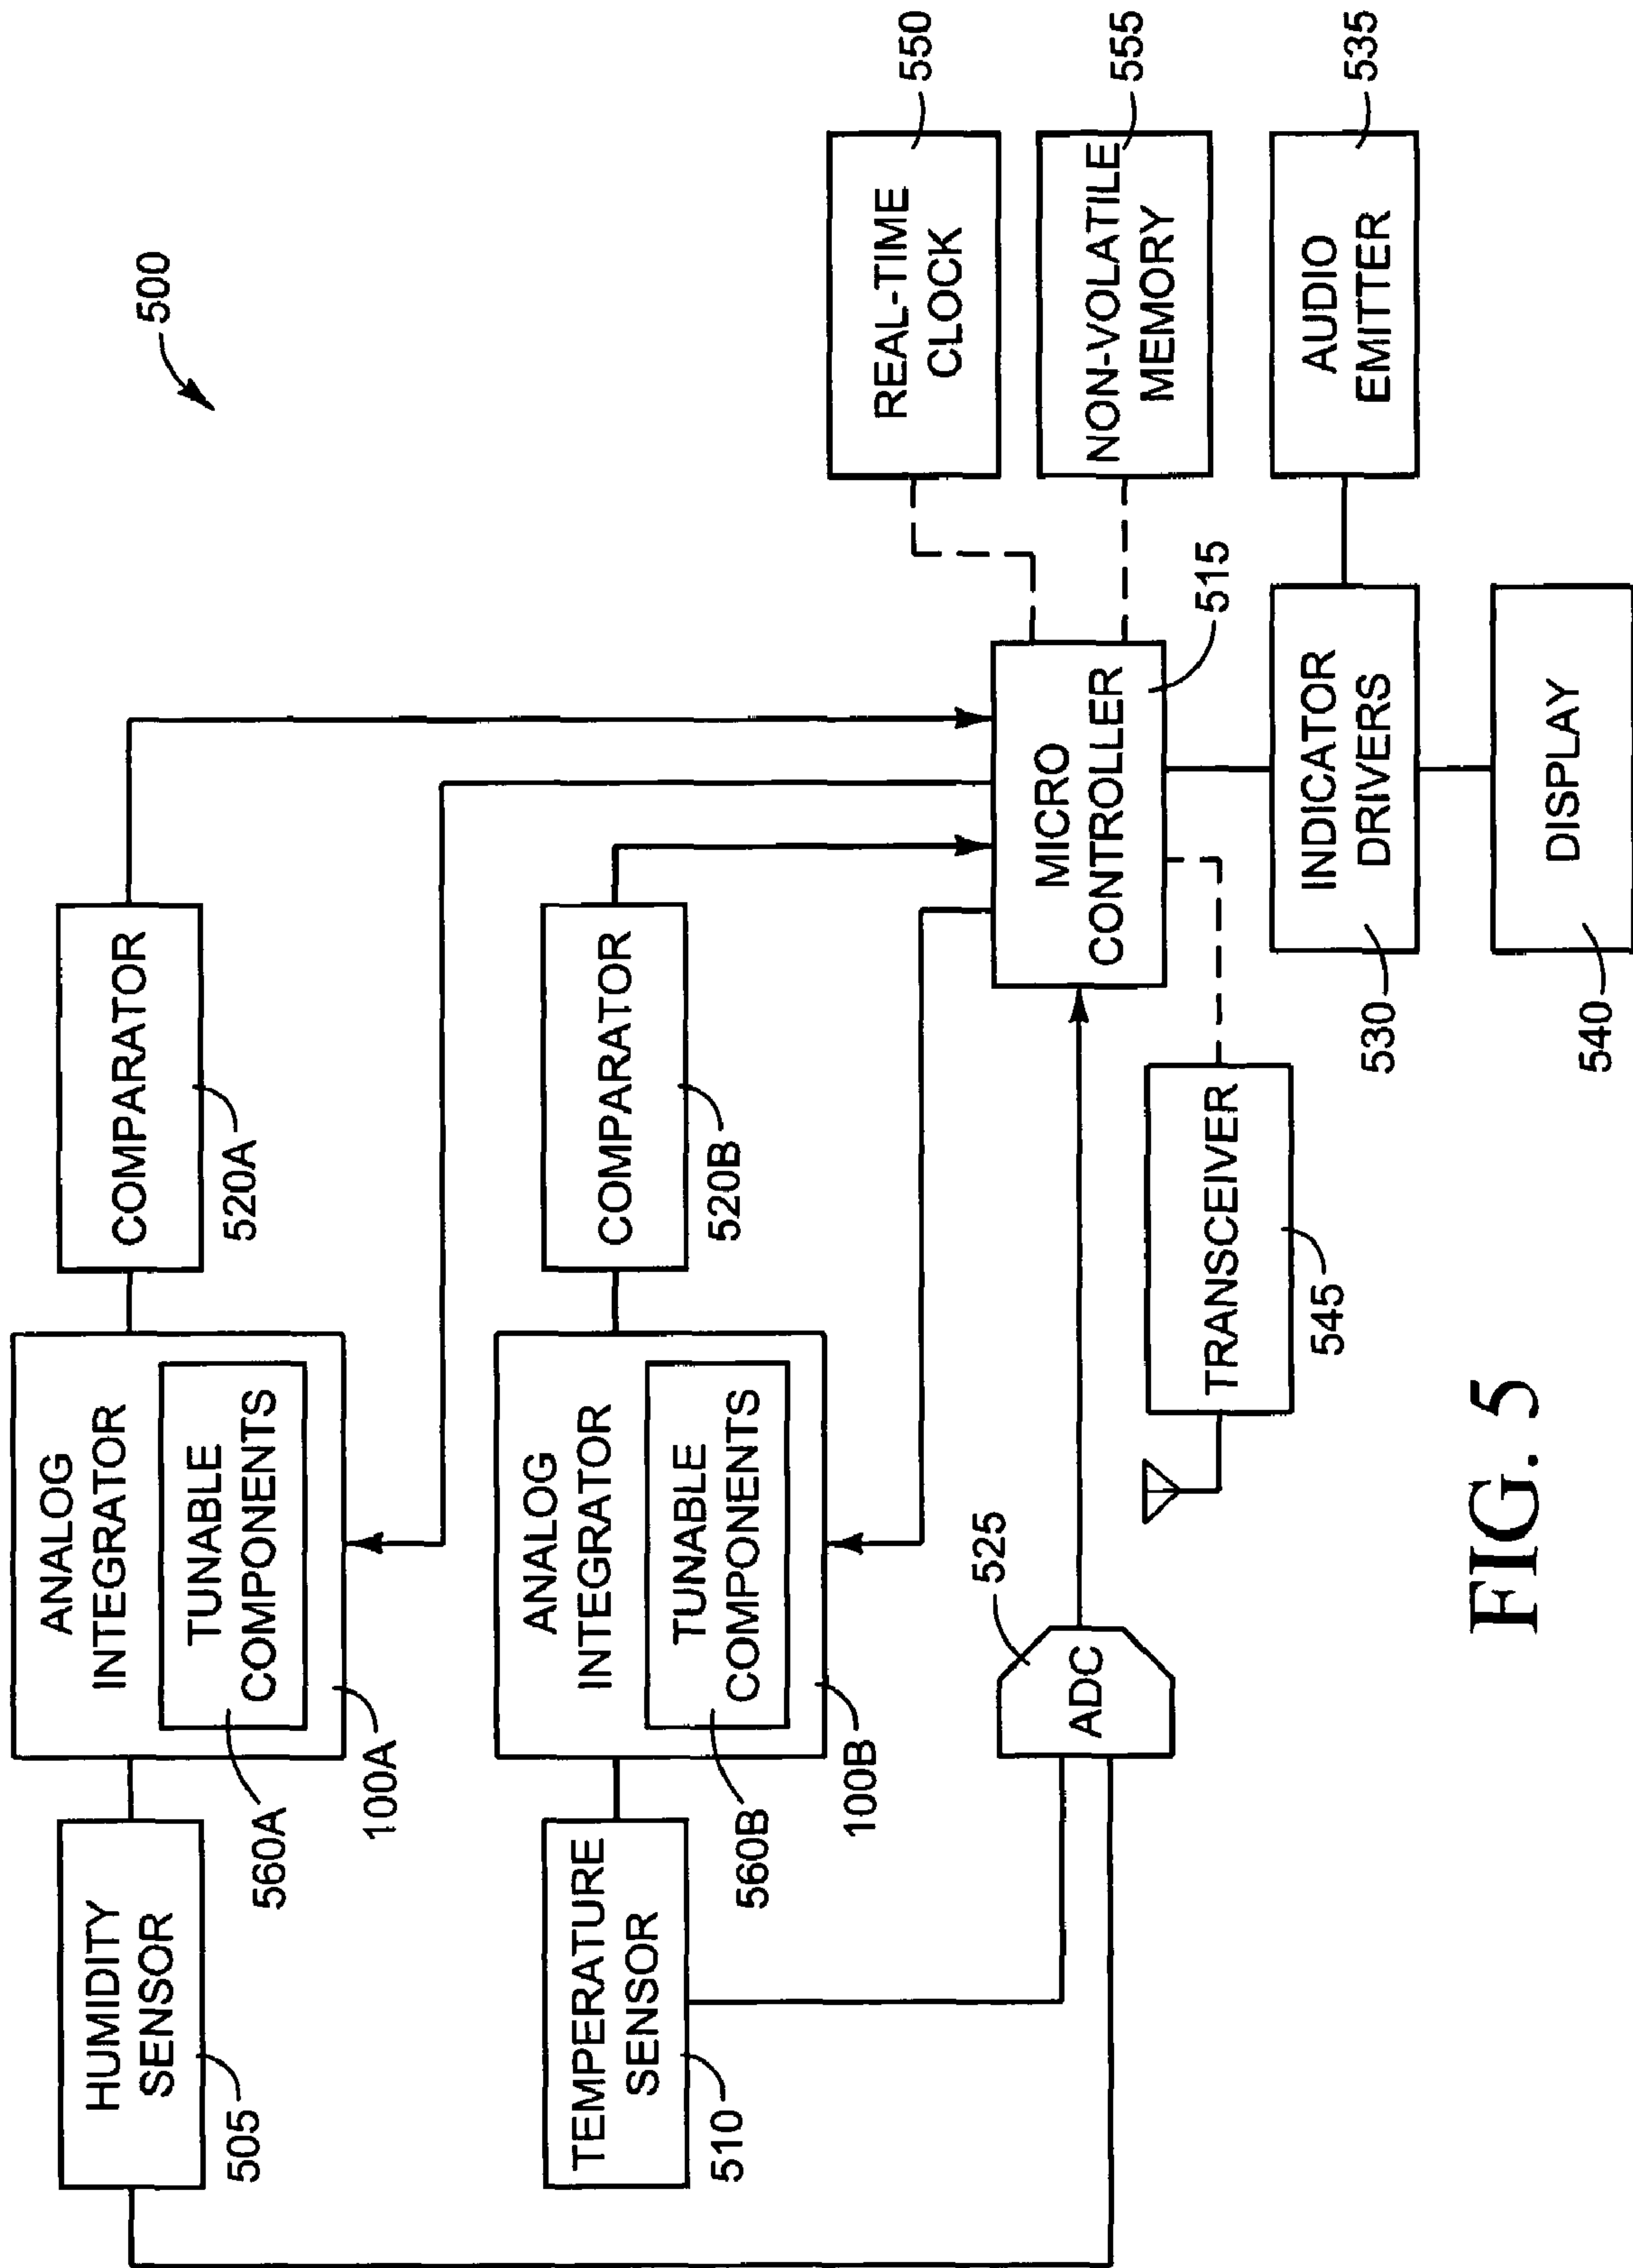 500
HUMIDITY
SENSOR
505
ANALOG
INTEGRATOR
TUNABLE
COMPONENTS
560A
100A
COMPARATOR
520A
TEMPERATURE
SENSOR
510
ANALOG
INTEGRATOR
TUNABLE
COMPONENTS
560B
100B
COMPARATOR
520B
ADC
525
MICRO
CONTROLLER
515
REAL-TIME
CLOCK
550
NON-VOLATILE
MEMORY
555
TRANSCEIVER
545
INDICATOR
DRIVERS
530
AUDIO
EMITTER
535
DISPLAY
540
FIG. 5